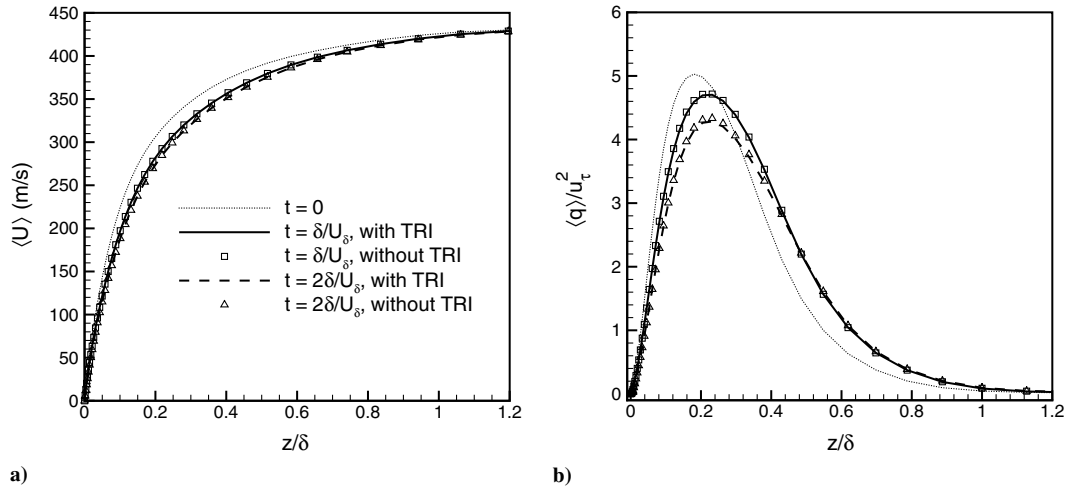 450
400
350
300
250
200
150
100
50
0
⟨U⟩ (m/s)
t = 0
t = δ/U_δ, with TRI
t = δ/U_δ, without TRI
t = 2δ/U_δ, with TRI
t = 2δ/U_δ, without TRI
0 0.2 0.4 0.6 0.8 1 1.2
z/δ
a)
6
5
4
3
2
1
0
⟨q⟩/u_τ^2
0 0.2 0.4 0.6 0.8 1 1.2
z/δ
b)